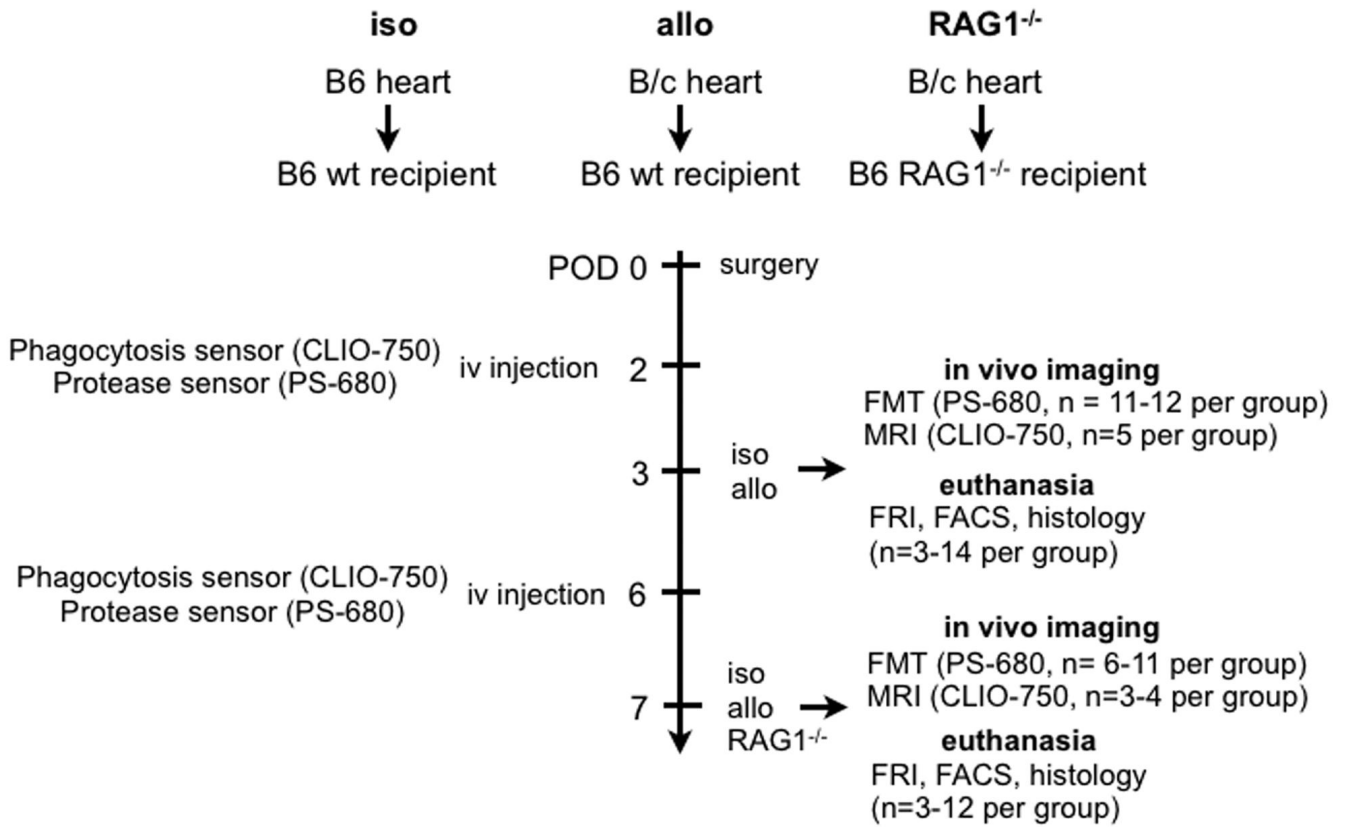 iso
allo
RAG1-/-
B6 heart
B/c heart
B/c heart
B6 wt recipient
B6 wt recipient
B6 RAG1-/- recipient
POD 0
surgery
Phagocytosis sensor (CLIO-750)
Protease sensor (PS-680)
iv injection
2
in vivo imaging
FMT (PS-680, n = 11-12 per group)
MRI (CLIO-750, n=5 per group)
3
iso
allo
euthanasia
FRI, FACS, histology
(n=3-14 per group)
Phagocytosis sensor (CLIO-750)
Protease sensor (PS-680)
iv injection
6
in vivo imaging
FMT (PS-680, n= 6-11 per group)
MRI (CLIO-750, n=3-4 per group)
7
iso
allo
RAG1-/-
euthanasia
FRI, FACS, histology
(n=3-12 per group)